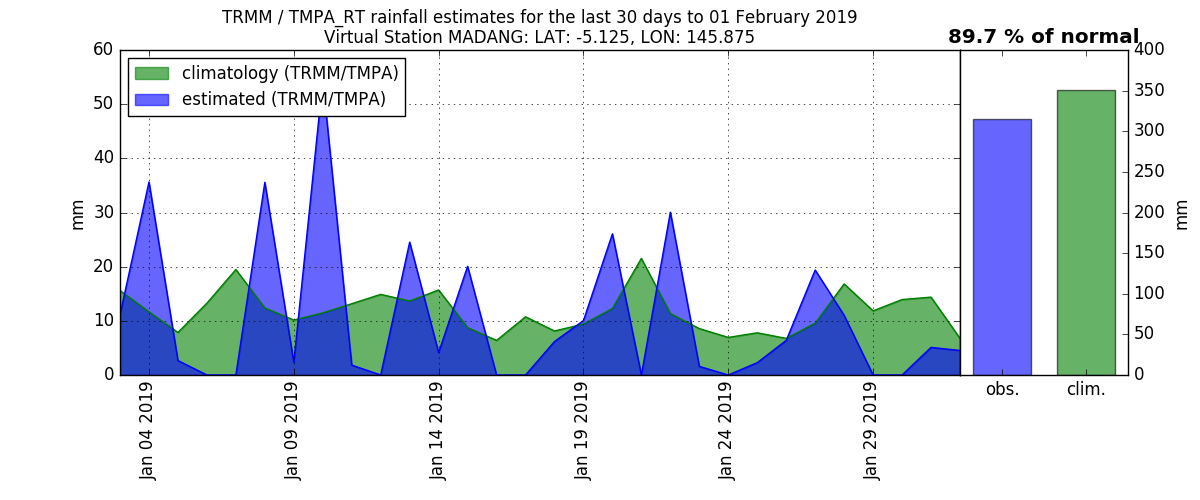 TRMM / TMPA_RT rainfall estimates for the last 30 days to 01 February 2019
Virtual Station MADANG: LAT: -5.125, LON: 145.875
89.7 % of normal
climatology (TRMM/TMPA)
estimated (TRMM/TMPA)
60
50
40
30
20
10
0
mm
Jan 04 2019
Jan 09 2019
Jan 14 2019
Jan 19 2019
Jan 24 2019
Jan 29 2019
obs.
clim.
400
350
300
250
200
150
100
50
0
mm